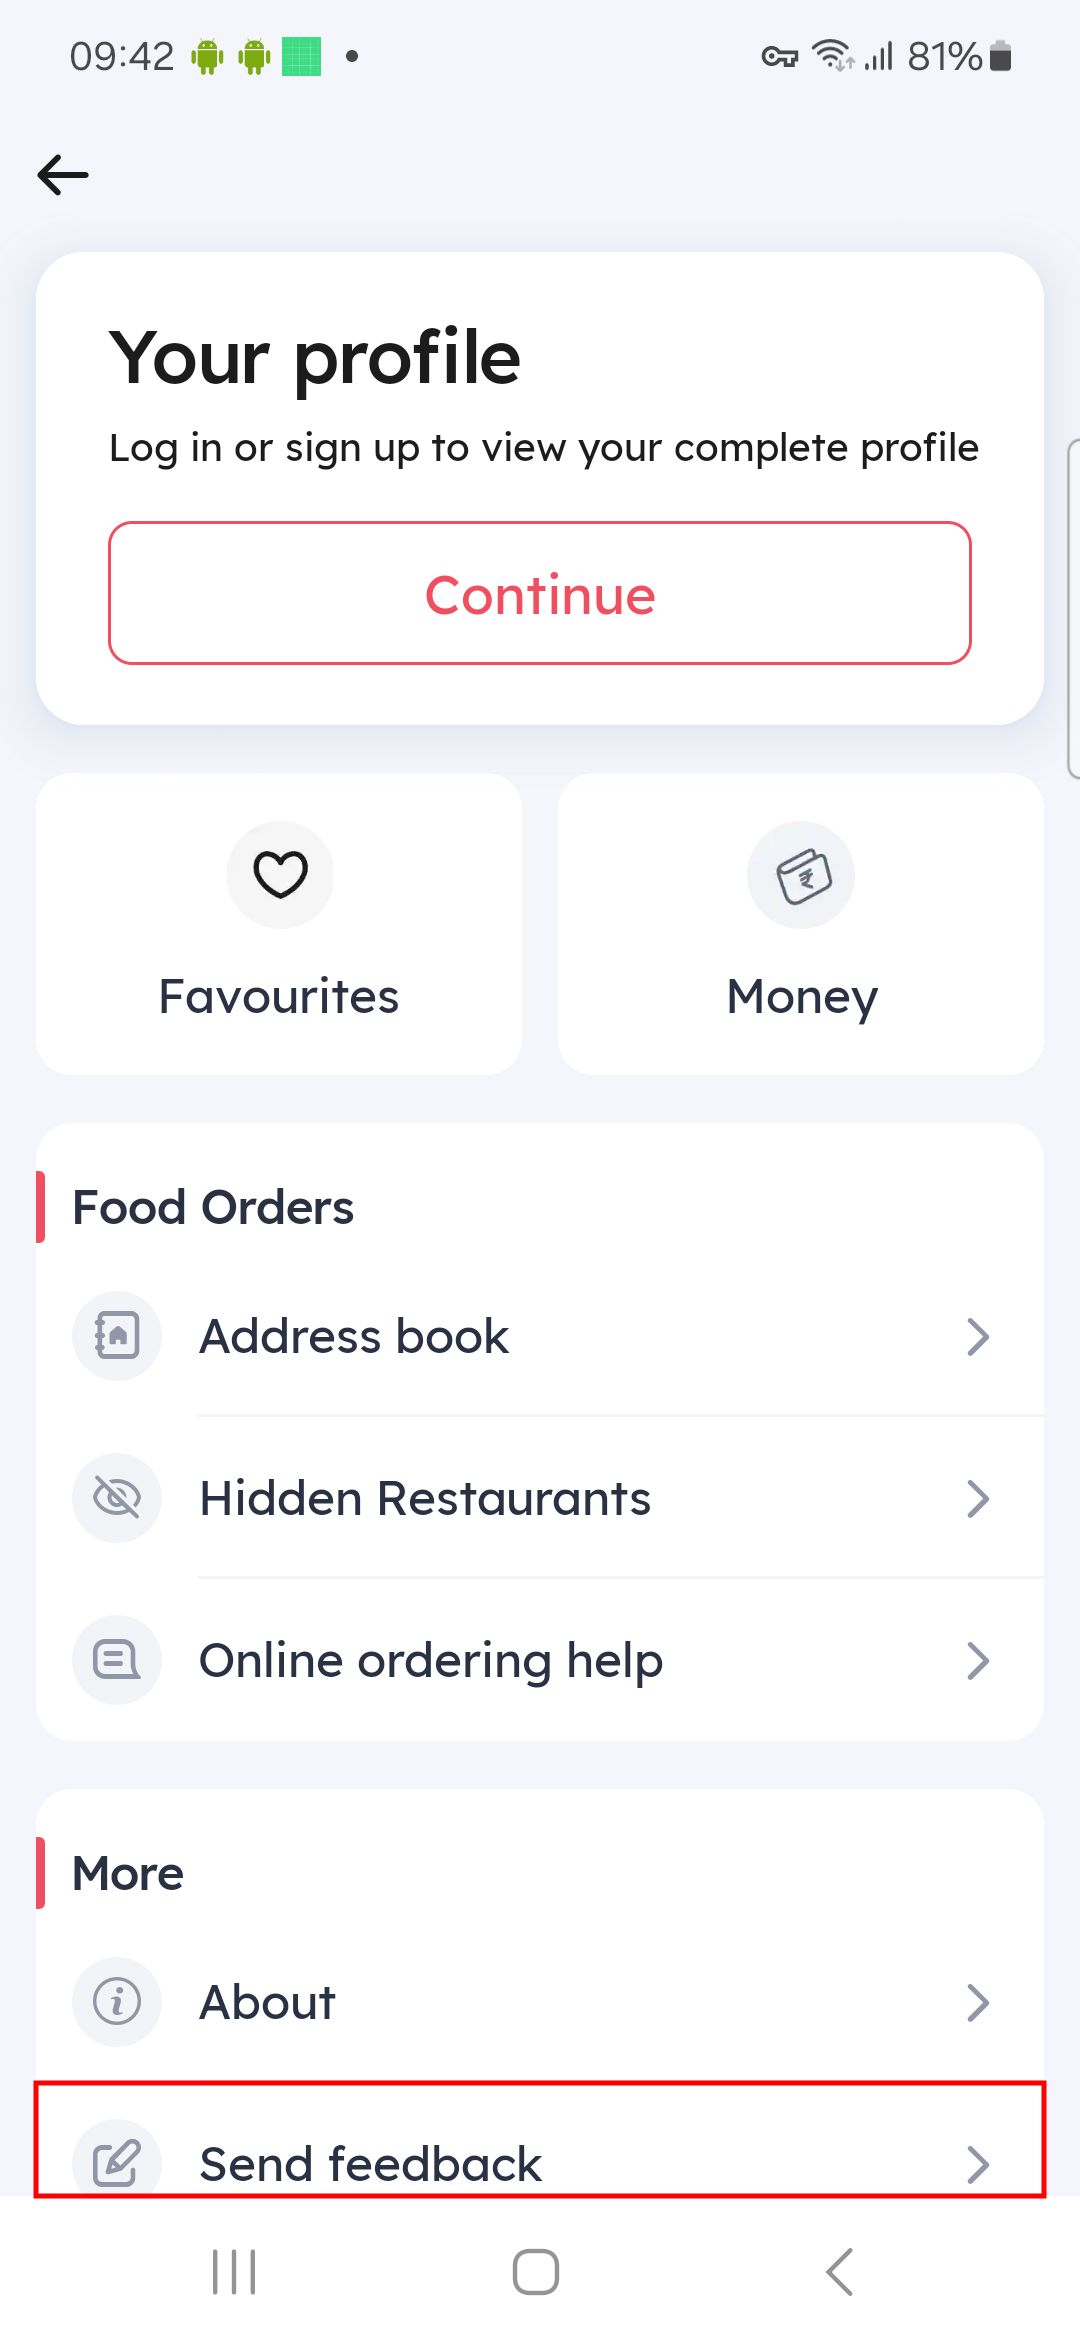 09:42
81%
Your profile
Log in or sign up to view your complete profile
Continue
Favourites
Money
Food Orders
Address book
Hidden Restaurants
Online ordering help
More
About
Send feedback